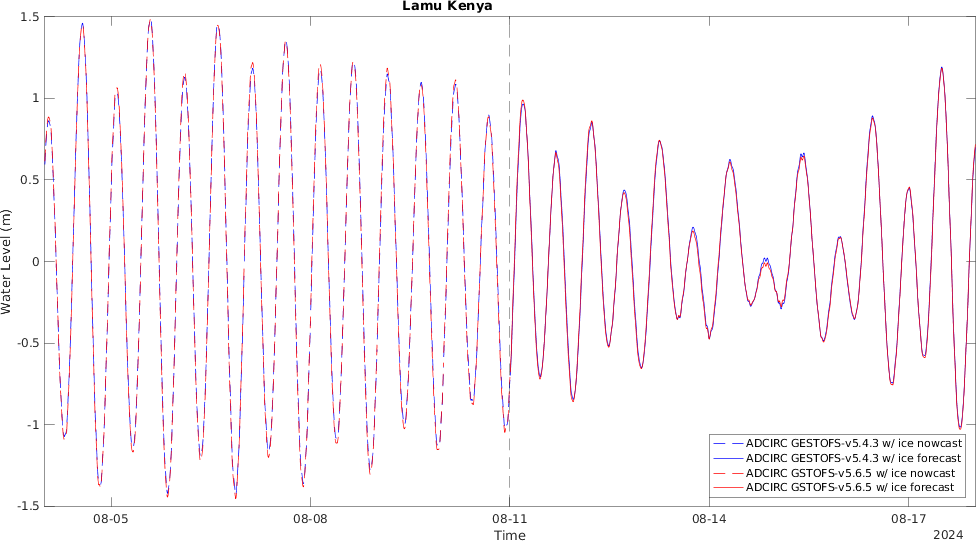 Lamu Kenya
1.5
1
0.5
0
-0.5
-1
-1.5
Water Level (m)
08-05
08-08
08-11
08-14
08-17
Time
2024
ADCIRC GESTOFS-v5.4.3 w/ ice nowcast
ADCIRC GESTOFS-v5.4.3 w/ ice forecast
ADCIRC GSTOFS-v5.6.5 w/ ice nowcast
ADCIRC GSTOFS-v5.6.5 w/ ice forecast